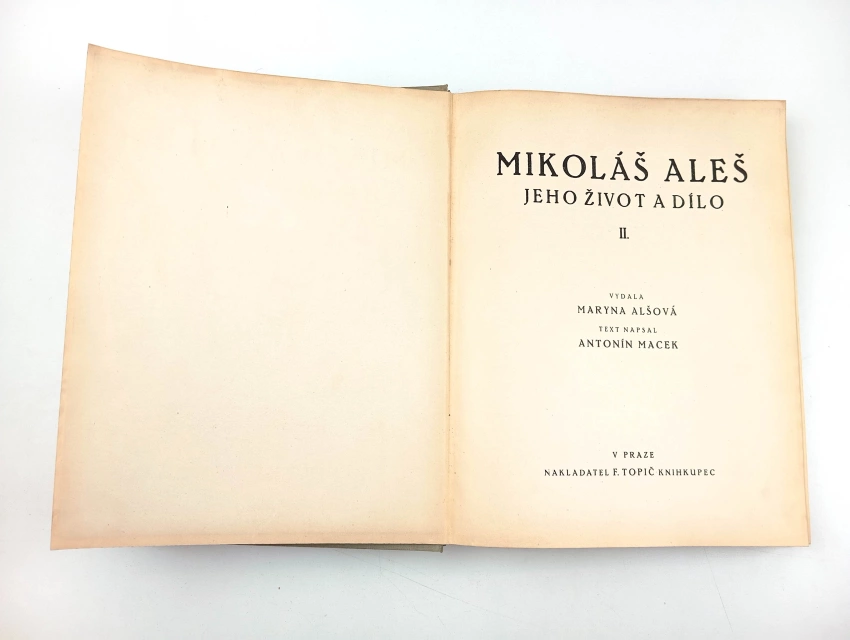 MIKOLÁŠ ALEŠ
JEHO ŽIVOT A DÍLO
II.
VYDALA
MARYNA ALŠOVÁ
TEXT NAPSAL
ANTONÍN MACEK
V PRAZE
NAKLADATEL F. TOPIČ KNIHKUPEC